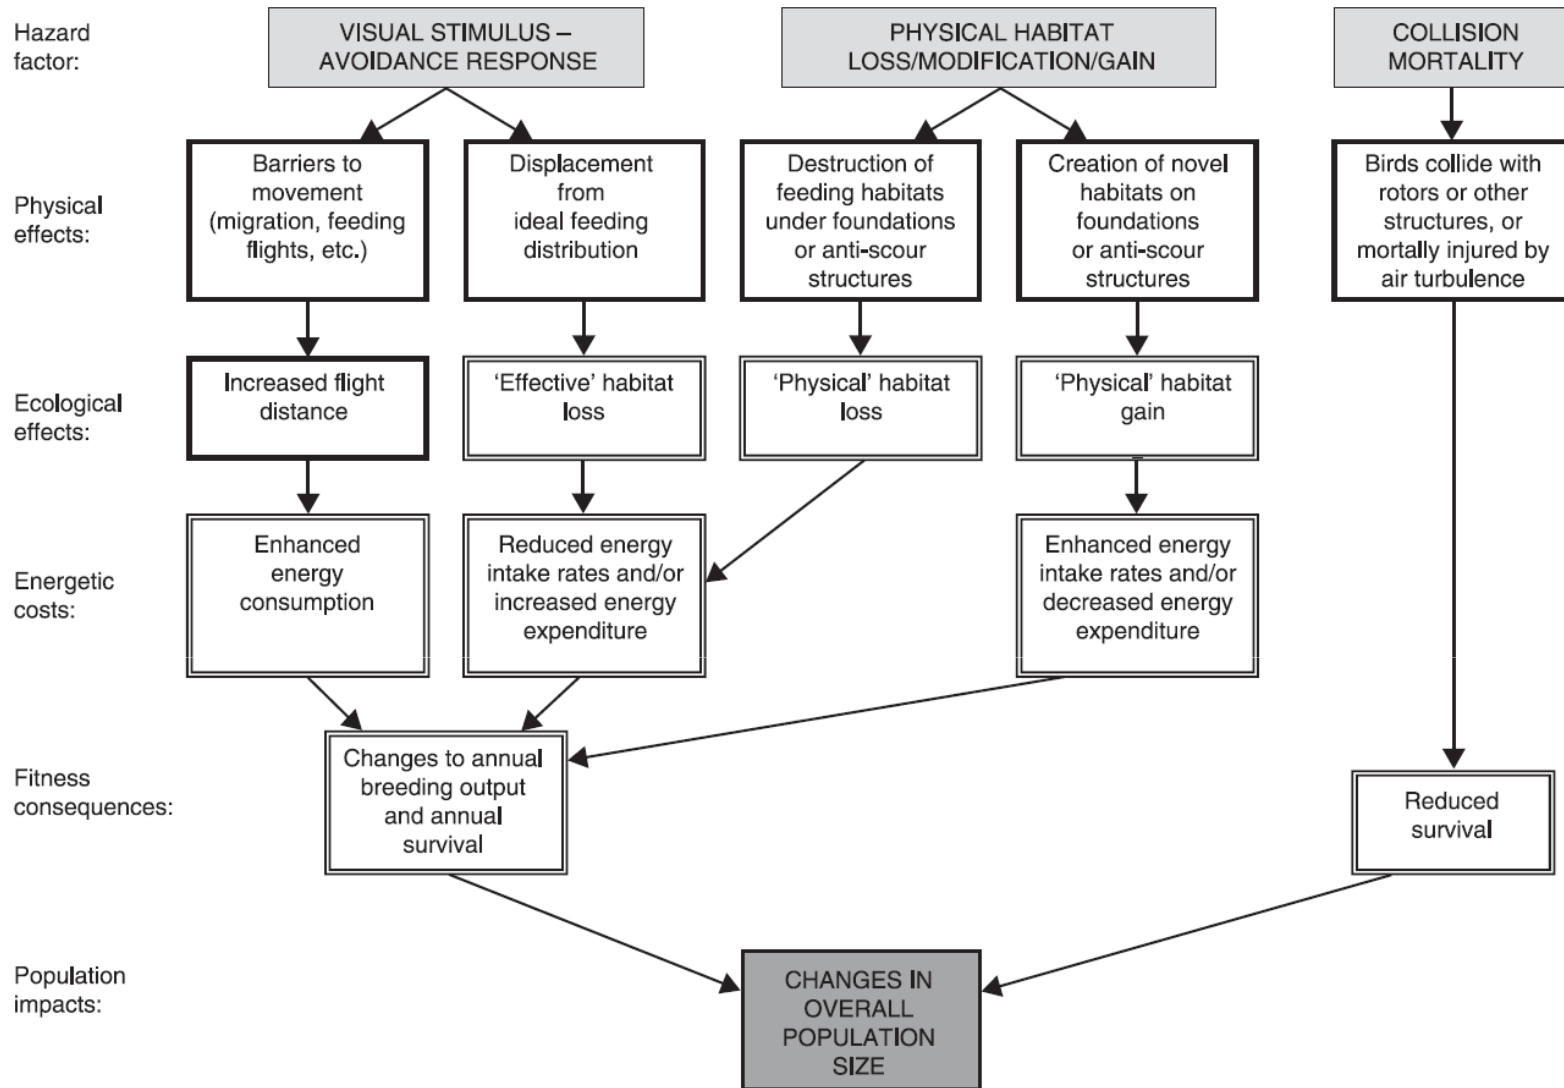 Hazard
factor:
VISUAL STIMULUS –
AVOIDANCE RESPONSE
PHYSICAL HABITAT
LOSS/MODIFICATION/GAIN
COLLISION
MORTALITY
Physical
effects:
Barriers to
movement
(migration, feeding
flights, etc.)
Displacement
from
ideal feeding
distribution
Destruction of
feeding habitats
under foundations
or anti-scour
structures
Creation of novel
habitats on
foundations
or anti-scour
structures
Birds collide with
rotors or other
structures, or
mortally injured by
air turbulence
Ecological
effects:
Increased flight
distance
‘Effective’ habitat
loss
‘Physical’ habitat
loss
‘Physical’ habitat
gain
Energetic
costs:
Enhanced
energy
consumption
Reduced energy
intake rates and/or
increased energy
expenditure
Enhanced energy
intake rates and/or
decreased energy
expenditure
Fitness
consequences:
Changes to annual
breeding output
and annual
survival
Reduced
survival
Population
impacts:
CHANGES IN
OVERALL
POPULATION
SIZE